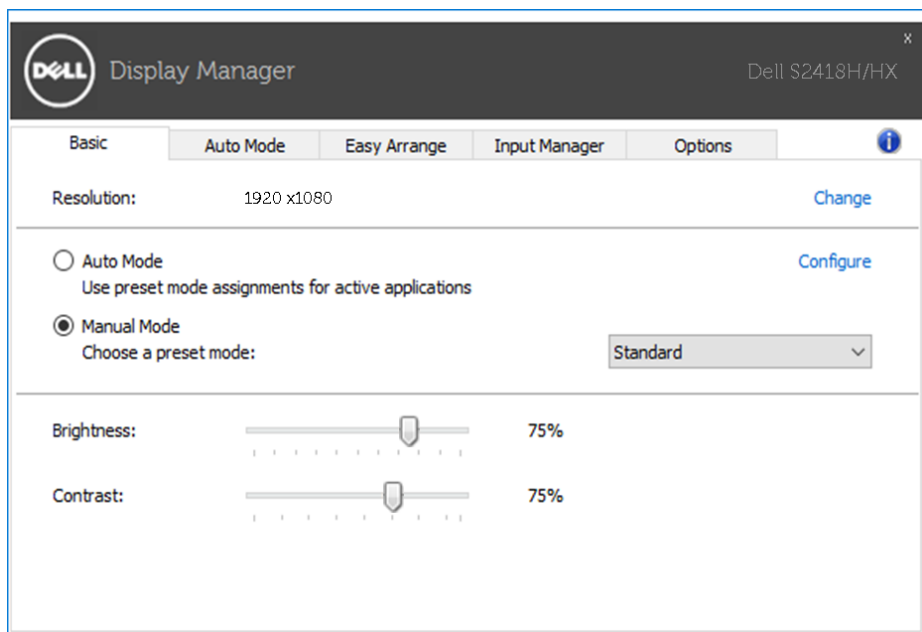 x
DELL Display Manager
Dell S2418H/HX
Basic Auto Mode Easy Arrange Input Manager Options i
Resolution: 1920 x1080 Change
Auto Mode Configure
Use preset mode assignments for active applications
Manual Mode
Choose a preset mode: Standard
Brightness: 75%
Contrast: 75%